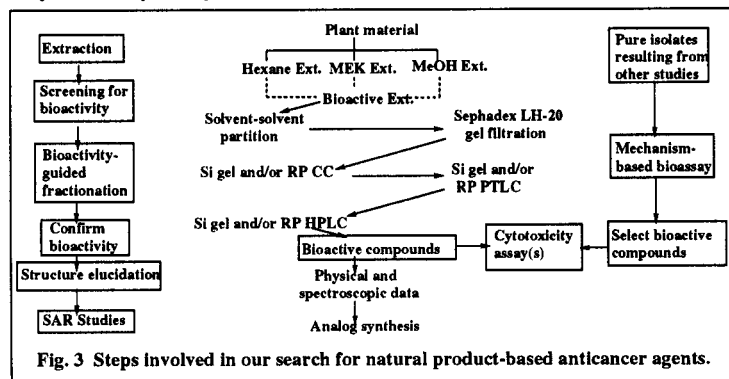 Extraction
Screening for
bioactivity
Bioactivity-
guided
fractionation
Confirm
bioactivity
Structure elucidation
SAR Studies
Plant material
Hexane Ext. MEK Ext. MeOH Ext.
Bioactive Ext.
Solvent-solvent
partition
Sephadex LH-20
gel filtration
Si gel and/or RP CC
Si gel and/or
RP PTLC
Si gel and/or RP HPLC
Bioactive compounds
Physical and
spectroscopic data
Analog synthesis
Cytotoxicity
assay(s)
Pure isolates
resulting from
other studies
Mechanism-
based bioassay
Select bioactive
compounds
Fig. 3 Steps involved in our search for natural product-based anticancer agents.